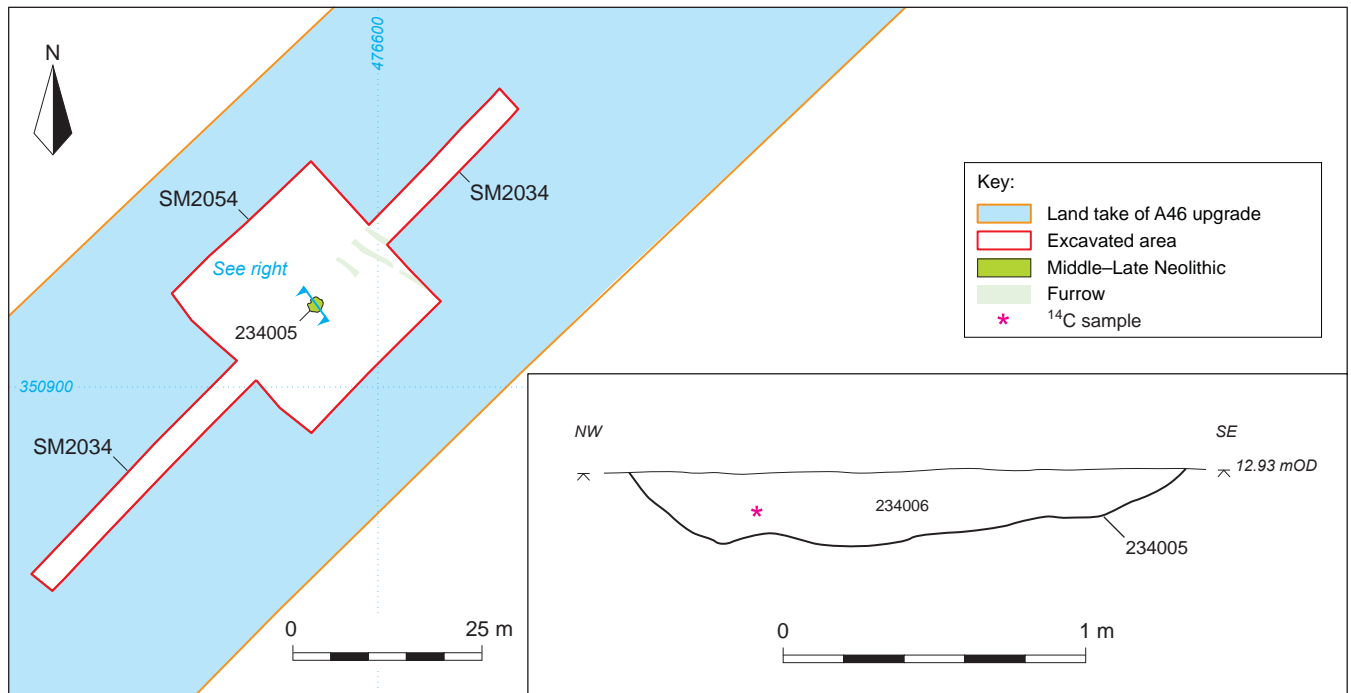 N
476600
SM2054
SM2034
See right
234005
350900
SM2034
0 25 m
Key:
Land take of A46 upgrade
Excavated area
Middle–Late Neolithic
Furrow
* ¹⁴C sample
NW SE
12.93 mOD
234006
*
234005
0 1 m